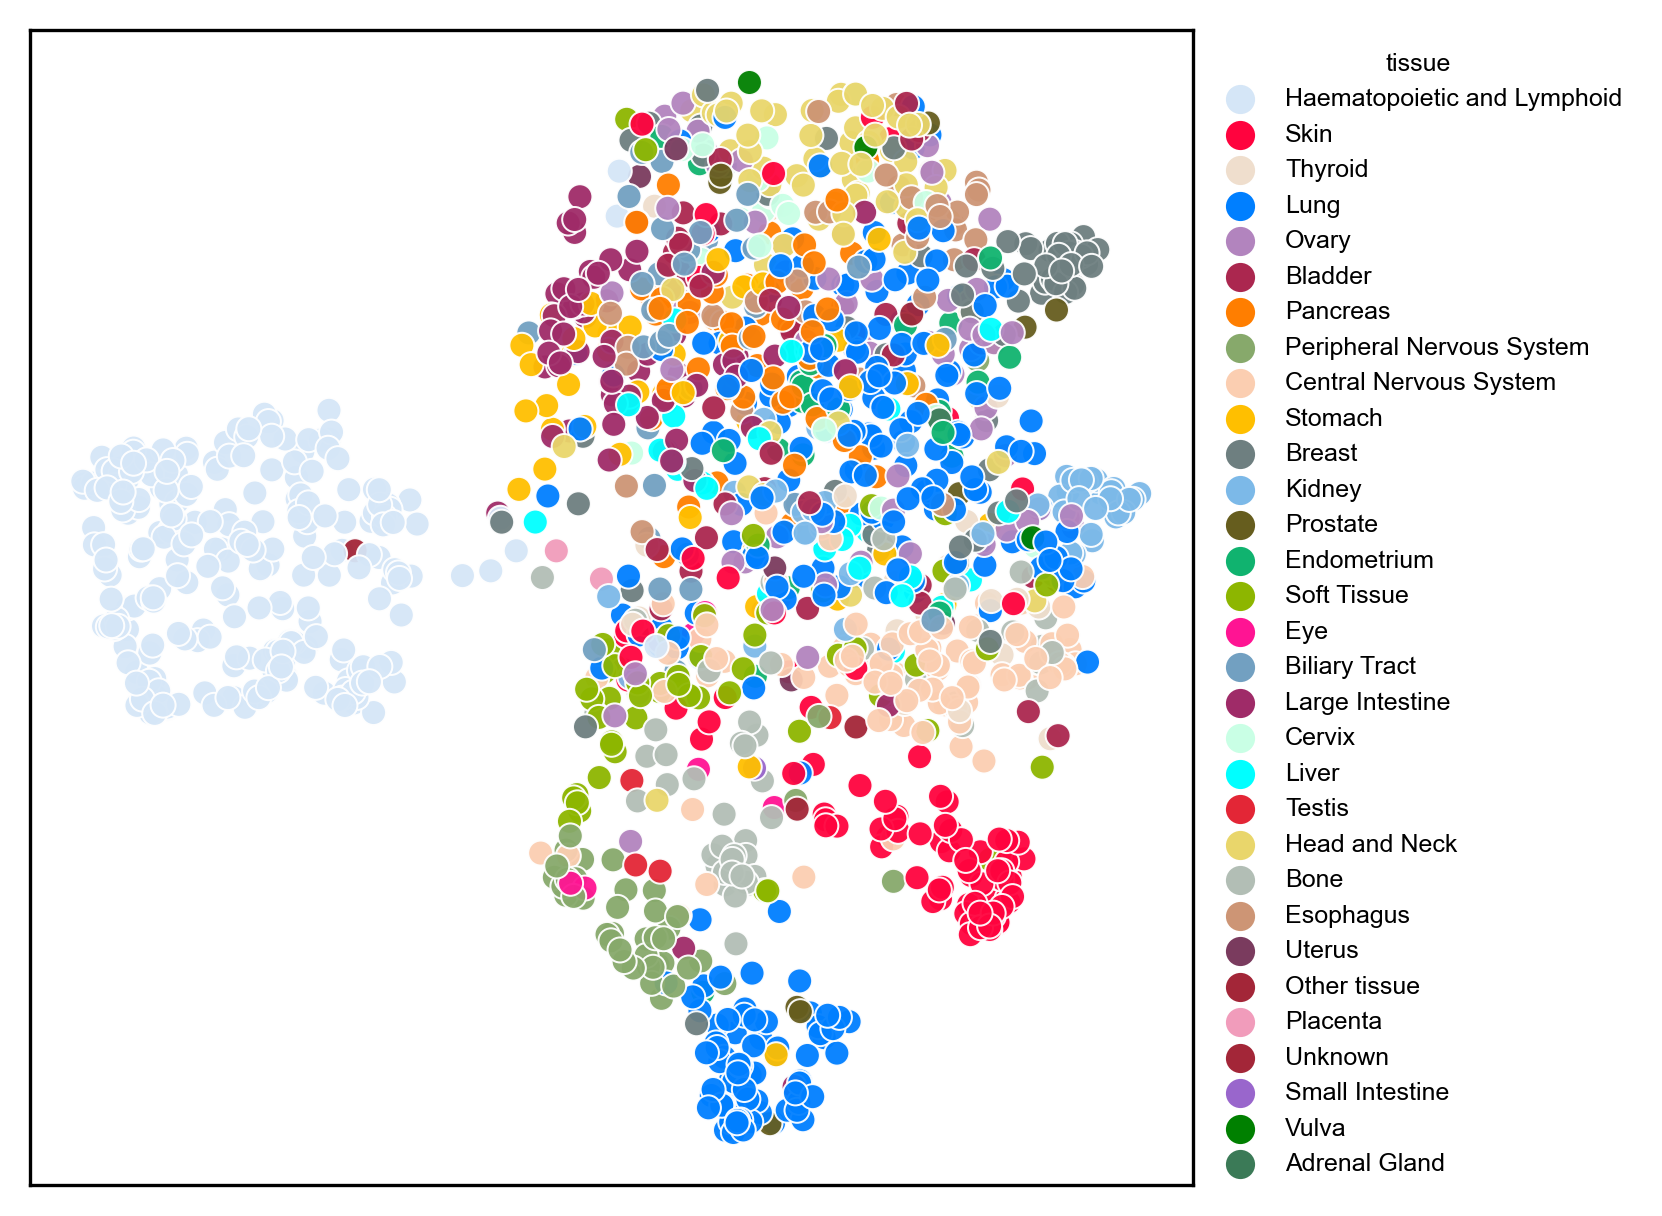 tissue
Haematopoietic and Lymphoid
Skin
Thyroid
Lung
Ovary
Bladder
Pancreas
Peripheral Nervous System
Central Nervous System
Stomach
Breast
Kidney
Prostate
Endometrium
Soft Tissue
Eye
Biliary Tract
Large Intestine
Cervix
Liver
Testis
Head and Neck
Bone
Esophagus
Uterus
Other tissue
Placenta
Unknown
Small Intestine
Vulva
Adrenal Gland